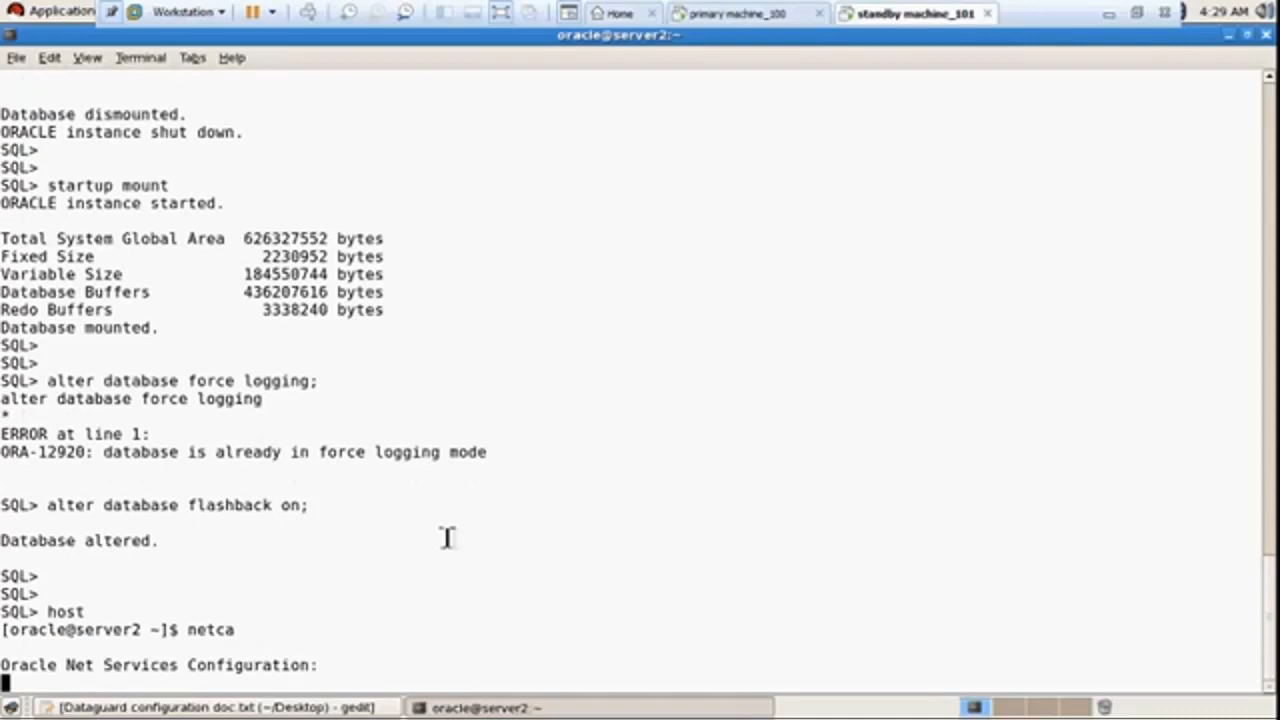 Application
Workstation
Home
primary machine_100
standby machine_101
4:29 AM
oracle@server2:~
File Edit View Terminal Tabs Help
Database dismounted.
ORACLE instance shut down.
SQL>
SQL>
SQL> startup mount
ORACLE instance started.
Total System Global Area 626327552 bytes
Fixed Size 2230952 bytes
Variable Size 184550744 bytes
Database Buffers 436207616 bytes
Redo Buffers 3338240 bytes
Database mounted.
SQL>
SQL>
SQL> alter database force logging;
alter database force logging
*
ERROR at line 1:
ORA-12920: database is already in force logging mode
SQL> alter database flashback on;
Database altered.
SQL>
SQL>
SQL> host
[oracle@server2 ~]$ netca
Oracle Net Services Configuration:
[Dataguard configuration doc.txt (~/Desktop) - gedit]
oracle@server2 ~